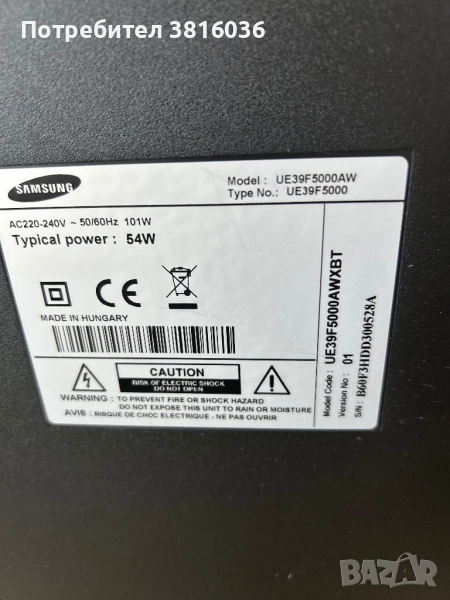 Потребител 3816036
SAMSUNG
Model : UE39F5000AW
Type No.: UE39F5000
AC220-240V ~ 50/60Hz 101W
Typical power : 54W
MADE IN HUNGARY
CAUTION
RISK OF ELECTRIC SHOCK
DO NOT OPEN
WARNING : TO PREVENT FIRE OR SHOCK HAZARD
DO NOT EXPOSE THIS UNIT TO RAIN OR MOISTURE
AVIS : RISQUE DE CHOC ELECTRIQUE - NE PAS OUVRIR
Model Code : UE39F5000AWXBT
Version No : 01
S/N : B60F3HDD300528A
BAZAR